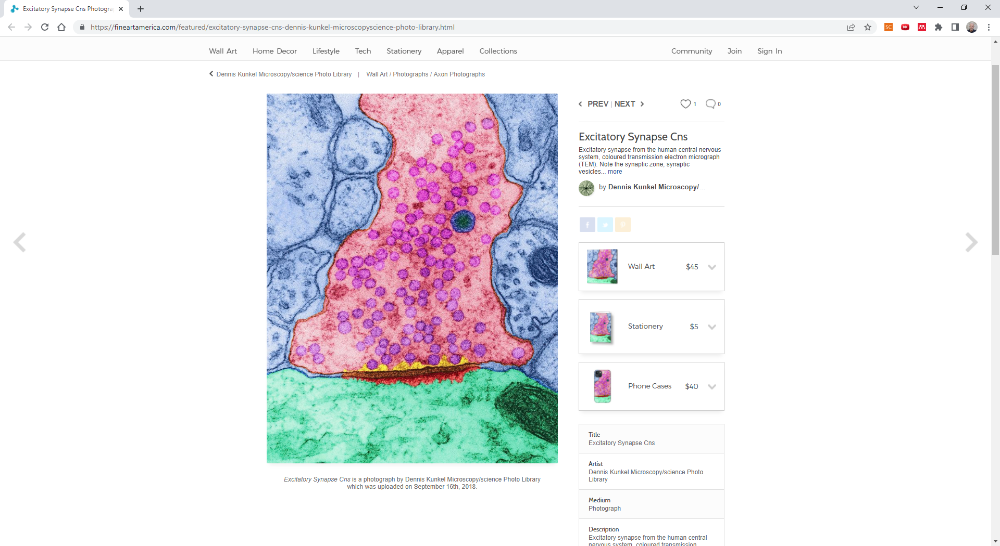 Excitatory Synapse Cns Photogra
https://fineartamerica.com/featured/excitatory-synapse-cns-dennis-kunkel-microscopyscience-photo-library.html
SC
Wall Art Home Decor Lifestyle Tech Stationery Apparel Collections Community Join Sign In
Dennis Kunkel Microscopy/science Photo Library | Wall Art / Photographs / Axon Photographs
PREV | NEXT 1 0
Excitatory Synapse Cns
Excitatory synapse from the human central nervous
system, coloured transmission electron micrograph
(TEM). Note the synaptic zone, synaptic
vesicles... more
by Dennis Kunkel Microscopy/...
Wall Art $45
Stationery $5
Phone Cases $40
Title
Excitatory Synapse Cns
Artist
Dennis Kunkel Microscopy/science Photo
Library
Medium
Photograph
Description
Excitatory synapse from the human central
nervous system, coloured transmission
Excitatory Synapse Cns is a photograph by Dennis Kunkel Microscopy/science Photo Library
which was uploaded on September 16th, 2018.